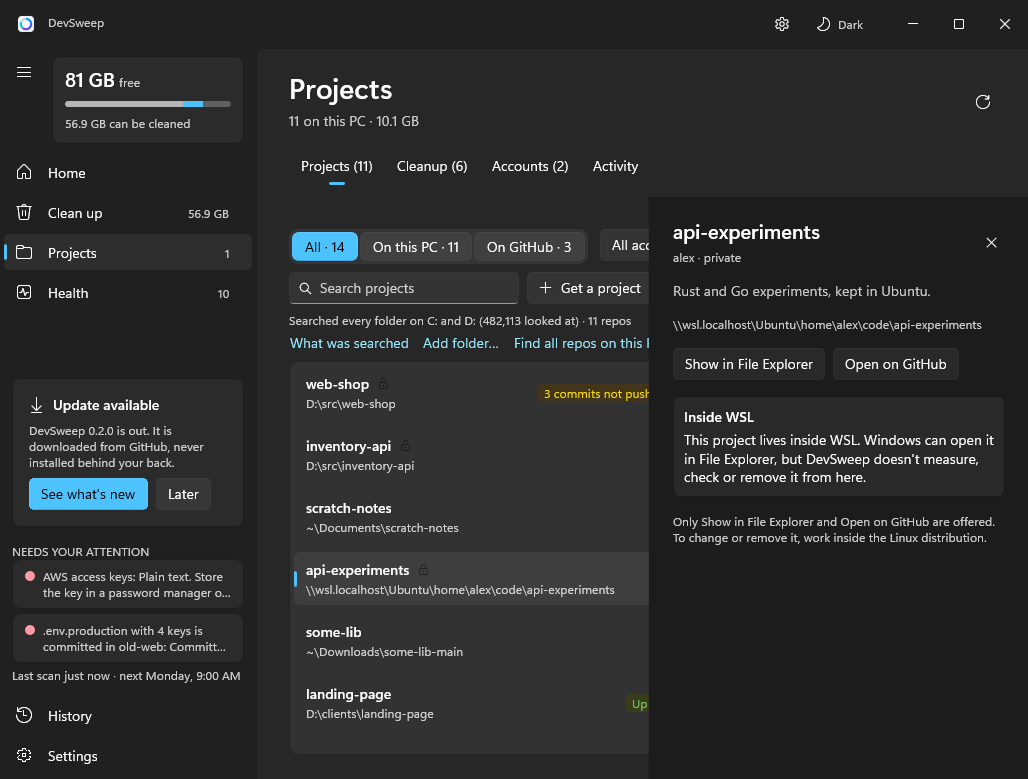 DevSweep
Dark
81 GB free
56.9 GB can be cleaned
Home
Clean up 56.9 GB
Projects 1
Health 10
Update available
DevSweep 0.2.0 is out. It is
downloaded from GitHub, never
installed behind your back.
See what's new Later
NEEDS YOUR ATTENTION
AWS access keys: Plain text. Store
the key in a password manager o...
.env.production with 4 keys is
committed in old-web: Committ...
Last scan just now · next Monday, 9:00 AM
History
Settings
Projects
11 on this PC · 10.1 GB
Projects (11) Cleanup (6) Accounts (2) Activity
All · 14 On this PC · 11 On GitHub · 3 All acc
Search projects Get a project
Searched every folder on C: and D: (482,113 looked at) · 11 repos
What was searched Add folder... Find all repos on this
web-shop
D:\src\web-shop
3 commits not push
inventory-api
D:\src\inventory-api
scratch-notes
~\Documents\scratch-notes
api-experiments
\\wsl.localhost\Ubuntu\home\alex\code\api-experiments
some-lib
~\Downloads\some-lib-main
landing-page
D:\clients\landing-page
Up
api-experiments
alex · private
Rust and Go experiments, kept in Ubuntu.
\\wsl.localhost\Ubuntu\home\alex\code\api-experiments
Show in File Explorer Open on GitHub
Inside WSL
This project lives inside WSL. Windows can open it
in File Explorer, but DevSweep doesn't measure,
check or remove it from here.
Only Show in File Explorer and Open on GitHub are offered.
To change or remove it, work inside the Linux distribution.